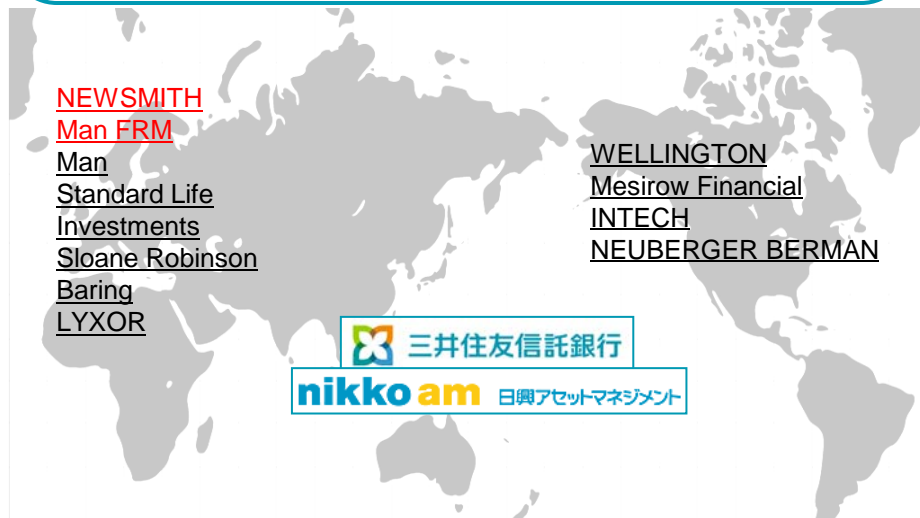 NEWSMITH
Man FRM
Man
Standard Life
Investments
Sloane Robinson
Baring
LYXOR
WELLINGTON
Mesirow Financial
INTECH
NEUBERGER BERMAN
三井住友信託銀行
nikko am 日興アセットマネジメント